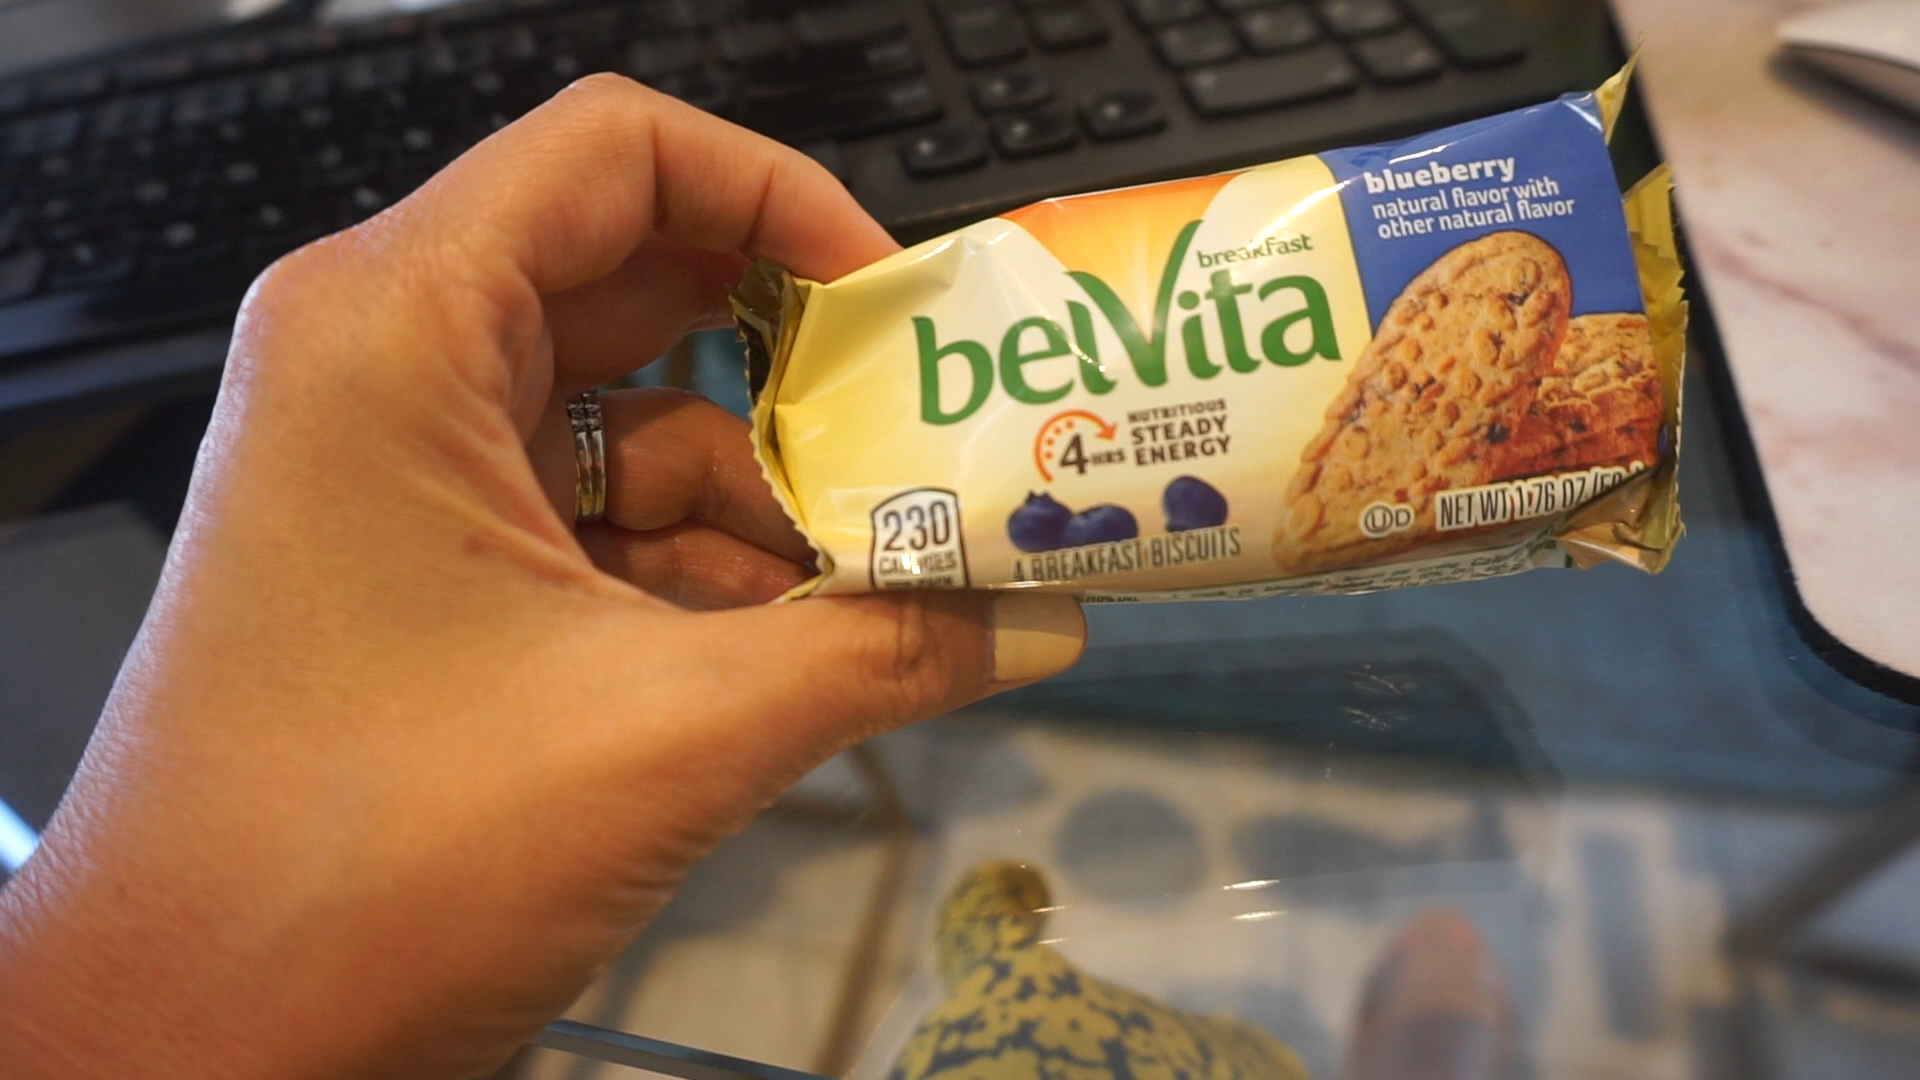 blueberry
natural flavor with
other natural flavor
breakfast
belVita
4 HRS
NUTRITIOUS
STEADY
ENERGY
230
CALORIES
4 BREAKFAST BISCUITS
UD
NET WT 1.76 OZ